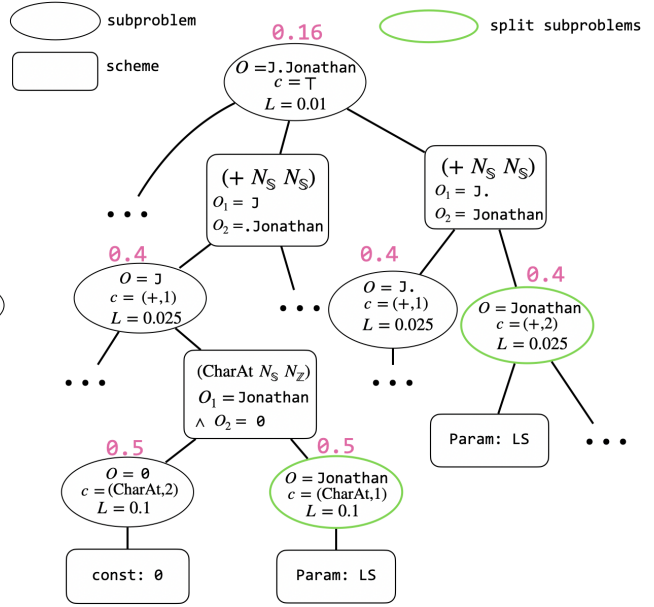 subproblem
scheme
split subproblems
0.16
O =J.Jonathan
c = ⊤
L = 0.01
(+ N𝕊 N𝕊)
O₁ = J
O₂ =.Jonathan
(+ N𝕊 N𝕊)
O₁ = J.
O₂ = Jonathan
...
0.4
O = J
c = (+,1)
L = 0.025
...
0.4
O = J.
c = (+,1)
L = 0.025
0.4
O = Jonathan
c = (+,2)
L = 0.025
...
(CharAt N𝕊 Nℤ)
O₁ = Jonathan
∧ O₂ = 0
...
Param: LS
...
0.5
O = 0
c = (CharAt,2)
L = 0.1
0.5
O = Jonathan
c = (CharAt,1)
L = 0.1
const: 0
Param: LS